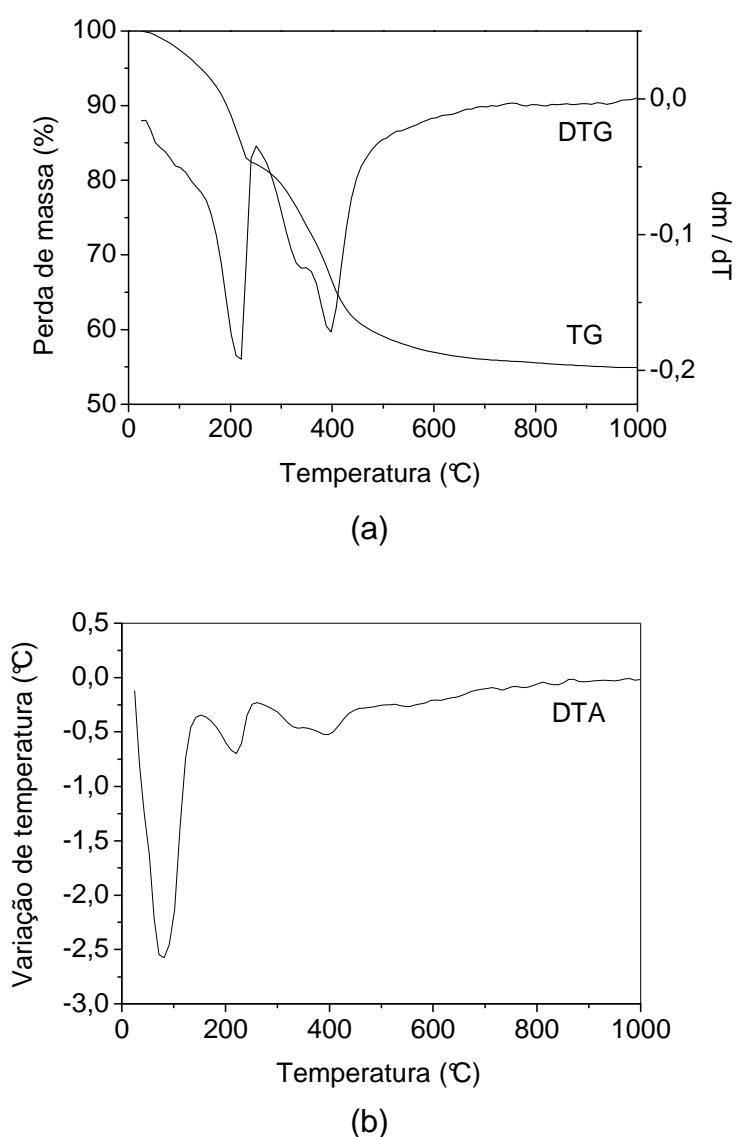 100
90
80
70
60
50
Perda de massa (%)
0,0
-0,1
-0,2
dm / dT
DTG
TG
0 200 400 600 800 1000
Temperatura (°C)
(a)
0,5
0,0
-0,5
-1,0
-1,5
-2,0
-2,5
-3,0
Variação de temperatura (°C)
DTA
0 200 400 600 800 1000
Temperatura (°C)
(b)